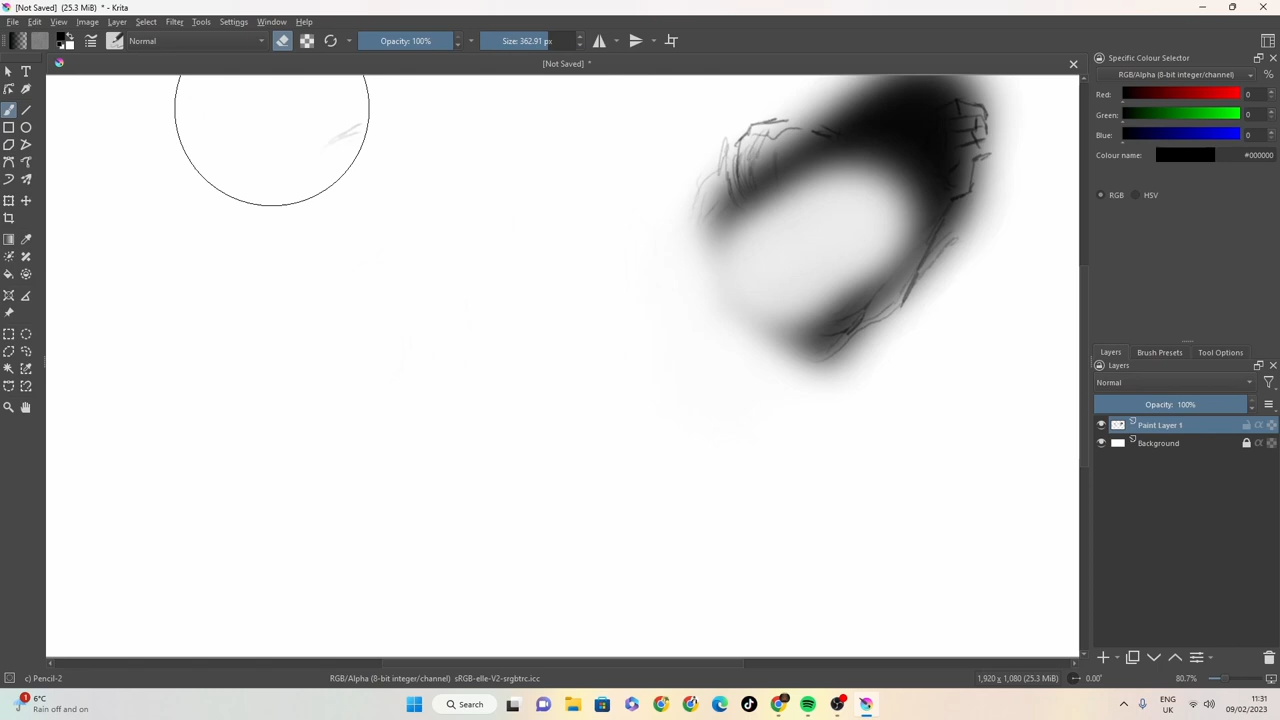 [Not Saved]  (25.3 MiB)  * - Krita
File Edit View Image Layer Select Filter Tools Settings Window Help
Normal Opacity: 100% Size: 362.91 px
[Not Saved]  *
Specific Colour Selector
RGB/Alpha (8-bit integer/channel) %
Red: 0
Green: 0
Blue: 0
Colour name: #000000
RGB HSV
Layers Brush Presets Tool Options
Layers
Normal
Opacity:  100%
Paint Layer 1
Background
c) Pencil-2 RGB/Alpha (8-bit integer/channel)  sRGB-elle-V2-srgbtrc.icc 1,920 x 1,080 (25.3 MiB) 0.00° 80.7%
1 6°C
Rain off and on
Search
ENG
UK
11:31
09/02/2023